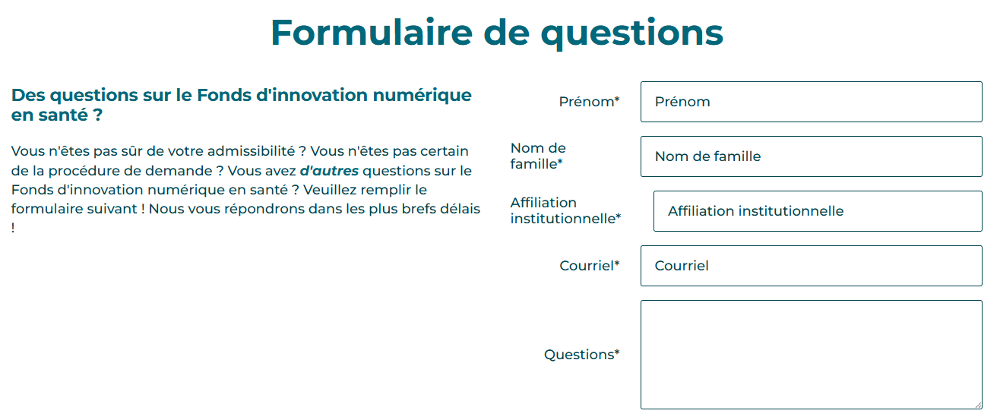 Formulaire de questions
Des questions sur le Fonds d'innovation numérique
en santé ?
Vous n'êtes pas sûr de votre admissibilité ? Vous n'êtes pas certain
de la procédure de demande ? Vous avez d'autres questions sur le
Fonds d'innovation numérique en santé ? Veuillez remplir le
formulaire suivant ! Nous vous répondrons dans les plus brefs délais
!
Prénom*
Prénom
Nom de
famille*
Nom de famille
Affiliation
institutionnelle*
Affiliation institutionnelle
Courriel*
Courriel
Questions*